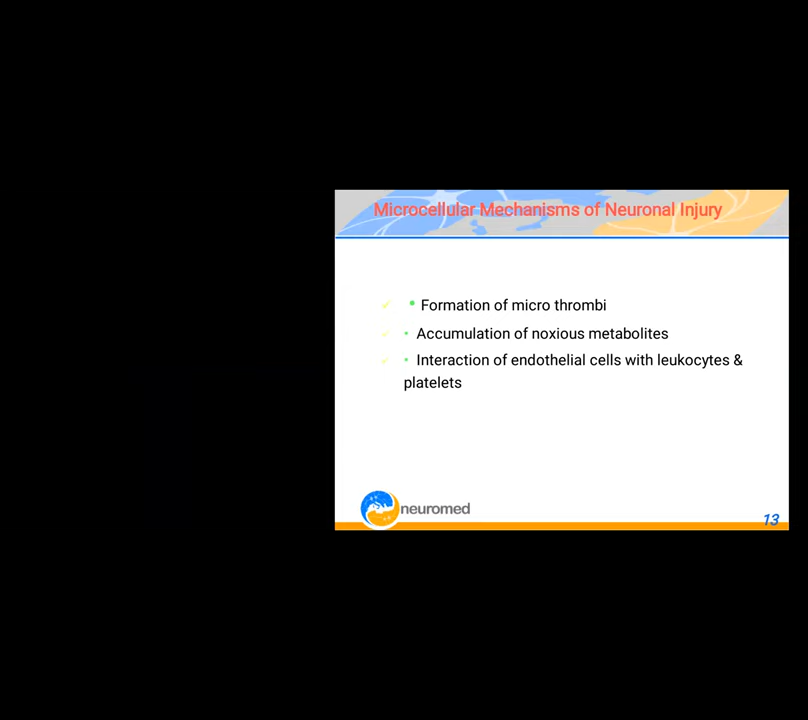 Microcellular Mechanisms of Neuronal Injury
✓ • Formation of micro thrombi
✓ • Accumulation of noxious metabolites
✓ • Interaction of endothelial cells with leukocytes &
platelets
neuromed
13